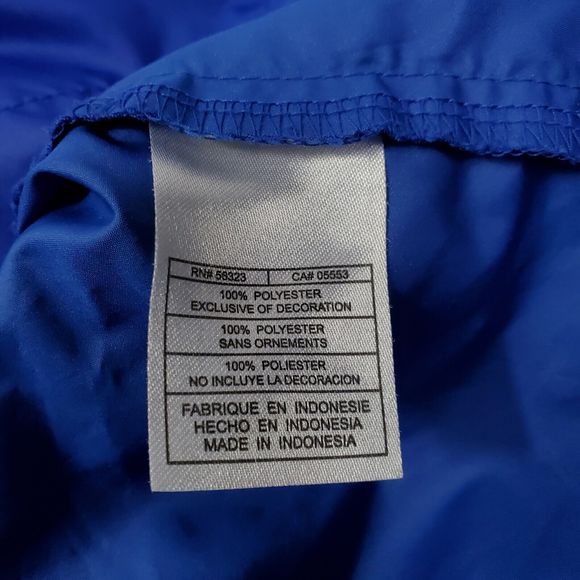 RN# 56323 CA# 05553
100% POLYESTER
EXCLUSIVE OF DECORATION
100% POLYESTER
SANS ORNEMENTS
100% POLIESTER
NO INCLUYE LA DECORACION
FABRIQUE EN INDONESIE
HECHO EN INDONESIA
MADE IN INDONESIA